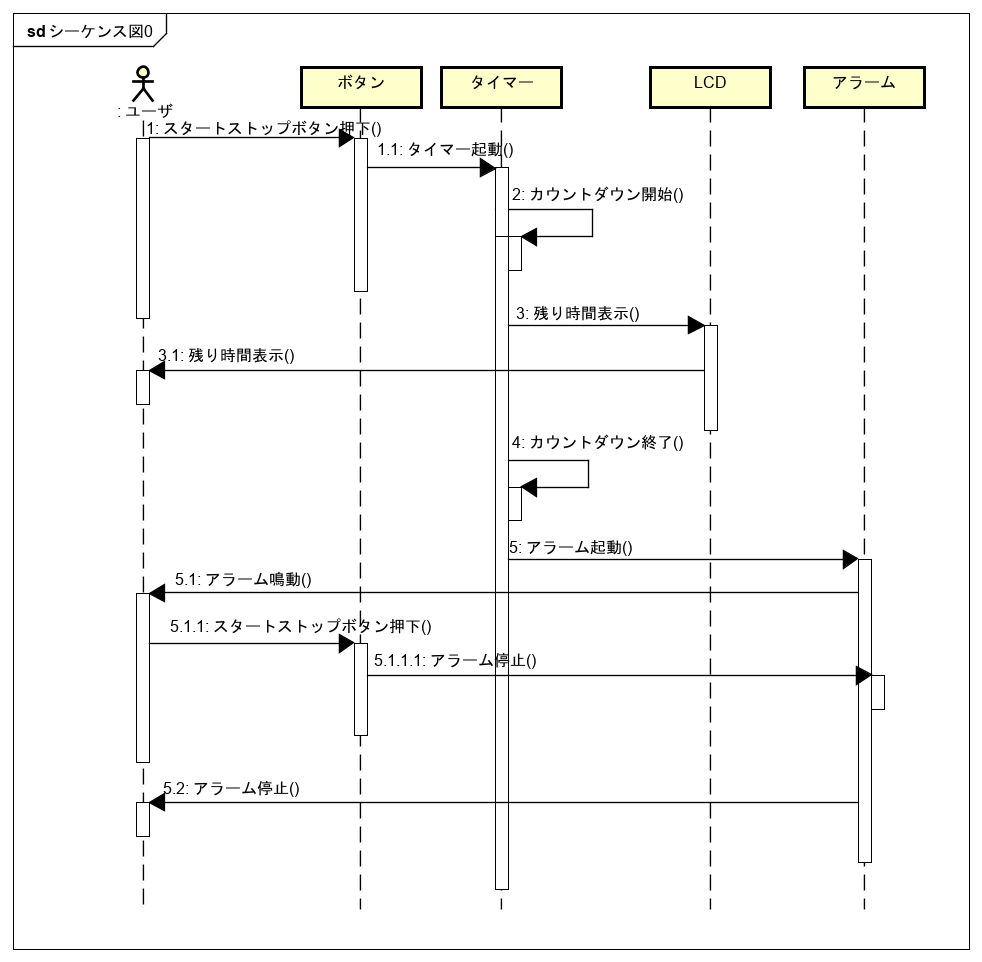 sd シーケンス図0
: ユーザ
ボタン
タイマー
LCD
アラーム
1: スタートストップボタン押下()
1.1: タイマー起動()
2: カウントダウン開始()
3: 残り時間表示()
3.1: 残り時間表示()
4: カウントダウン終了()
5: アラーム起動()
5.1: アラーム鳴動()
5.1.1: スタートストップボタン押下()
5.1.1.1: アラーム停止()
5.2: アラーム停止()